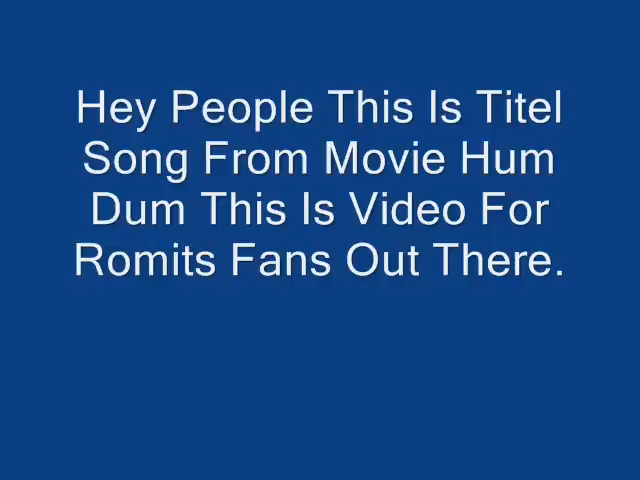 Hey People This Is Titel
Song From Movie Hum
Dum This Is Video For
Romits Fans Out There.